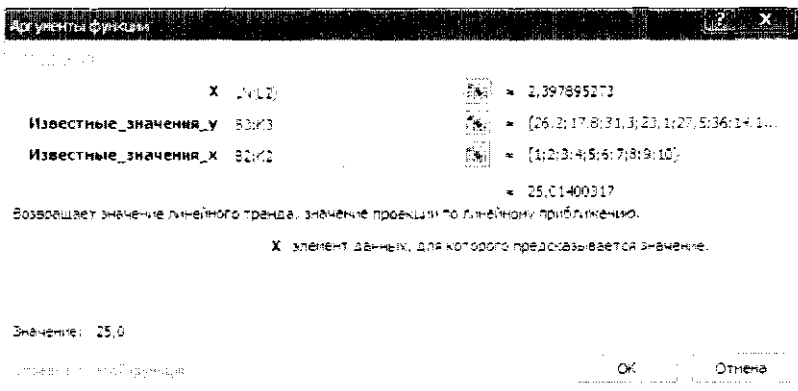 Аргументы функции
X LN(L2) = 2,397895273
Известные_значения_y B3:K3 = {26,2;17,8;31,3;23,1;27,5;36;14,1...
Известные_значения_x B2:K2 = {1;2;3;4;5;6;7;8;9;10}
= 25,01400317
Возвращает значение линейного тренда, значение проекции по линейному приближению.
X элемент данных, для которого предсказывается значение.
Значение: 25,0
OK Отмена